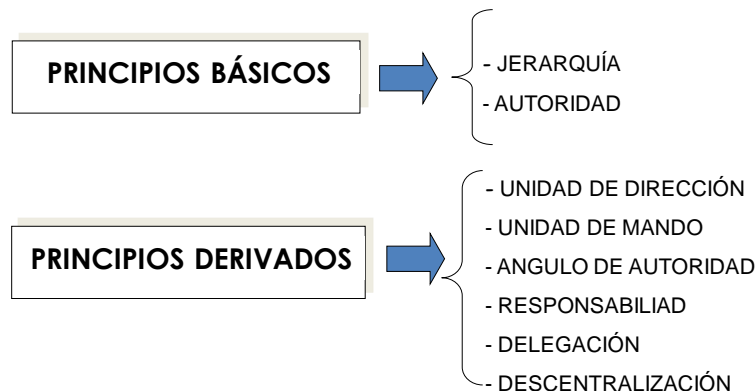 PRINCIPIOS BÁSICOS
- JERARQUÍA
- AUTORIDAD
PRINCIPIOS DERIVADOS
- UNIDAD DE DIRECCIÓN
- UNIDAD DE MANDO
- ANGULO DE AUTORIDAD
- RESPONSABILIAD
- DELEGACIÓN
- DESCENTRALIZACIÓN